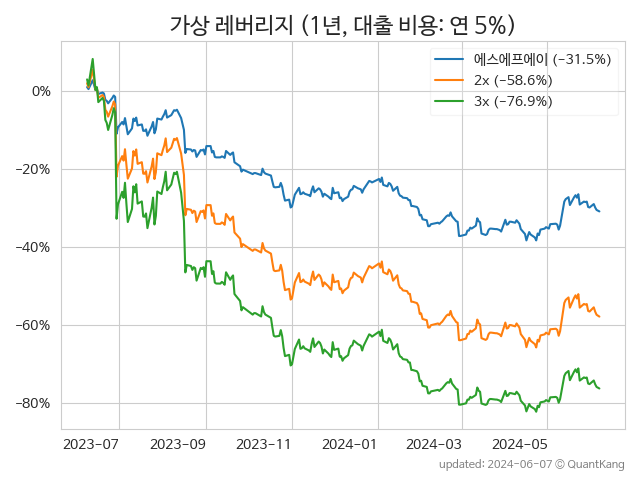 가상 레버리지 (1년, 대출 비용: 연 5%)
에스에프에이 (−31.5%)
2x (−58.6%)
3x (−76.9%)
0%
−20%
−40%
−60%
−80%
2023-07 2023-09 2023-11 2024-01 2024-03 2024-05
updated: 2024-06-07 © QuantKang